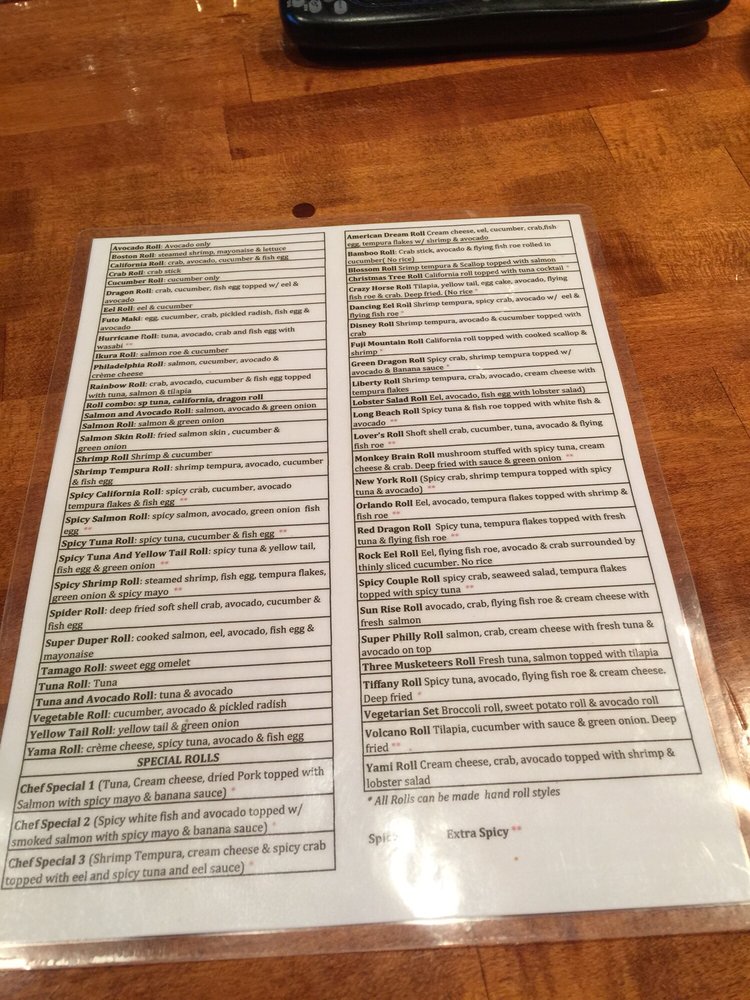 Avocado Roll: Avocado only
Boston Roll: steamed shrimp, mayonaise & lettuce
California Roll: crab, avocado, cucumber & fish egg
Crab Roll: crab stick
Cucumber Roll: cucumber only
Dragon Roll: crab, cucumber, fish egg topped w/ eel &
avocado
Eel Roll: eel & cucumber
Futo Maki: egg, cucumber, crab, pickled radish, fish egg &
avocado
Hurricane Roll: tuna, avocado, crab and fish egg with
wasabi **
Ikura Roll: salmon roe & cucumber
Philadelphia Roll: salmon, cucumber, avocado &
crème cheese
Rainbow Roll: crab, avocado, cucumber & fish egg topped
with tuna, salmon & tilapia
Roll combo: sp tuna, california, dragon roll
Salmon and Avocado Roll: salmon, avocado & green onion
Salmon Roll: salmon & green onion
Salmon Skin Roll: fried salmon skin , cucumber &
green onion
Shrimp Roll Shrimp & cucumber
Shrimp Tempura Roll: shrimp tempura, avocado, cucumber
& fish egg
Spicy California Roll: spicy crab, cucumber, avocado
tempura flakes & fish egg **
Spicy Salmon Roll: spicy salmon, avocado, green onion fish
egg **
Spicy Tuna Roll: spicy tuna, cucumber & fish egg **
Spicy Tuna And Yellow Tail Roll: spicy tuna & yellow tail,
fish egg & green onion **
Spicy Shrimp Roll: steamed shrimp, fish egg, tempura flakes,
green onion & spicy mayo **
Spider Roll: deep fried soft shell crab, avocado, cucumber &
fish egg
Super Duper Roll: cooked salmon, eel, avocado, fish egg &
mayonaise
Tamago Roll: sweet egg omelet
Tuna Roll: Tuna
Tuna and Avocado Roll: tuna & avocado
Vegetable Roll: cucumber, avocado & pickled radish
Yellow Tail Roll: yellow tail & green onion
Yama Roll: crème cheese, spicy tuna, avocado & fish egg
SPECIAL ROLLS
Chef Special 1 (Tuna, Cream cheese, dried Pork topped with
Salmon with spicy mayo & banana sauce) *
Chef Special 2 (Spicy white fish and avocado topped w/
smoked salmon with spicy mayo & banana sauce) *
Chef Special 3 (Shrimp Tempura, cream cheese & spicy crab
topped with eel and spicy tuna and eel sauce) *
American Dream Roll Cream cheese, eel, cucumber, crab,fish
egg, tempura flakes w/ shrimp & avocado
Bamboo Roll: Crab stick, avocado & flying fish roe rolled in
cucumber( No rice)
Blossom Roll Srimp tempura & Scallop topped with salmon
Christmas Tree Roll California roll topped with tuna cocktail *
Crazy Horse Roll Tilapia, yellow tail, egg cake, avocado, flying
fish roe & crab. Deep fried. (No rice *
Dancing Eel Roll Shrimp tempura, spicy crab, avocado w/ eel &
flying fish roe *
Disney Roll Shrimp tempura, avocado & cucumber topped with
crab
Fuji Mountain Roll California roll topped with cooked scallop &
shrimp *
Green Dragon Roll Spicy crab, shrimp tempura topped w/
avocado & Banana sauce *
Liberty Roll Shrimp tempura, crab, avocado, cream cheese with
tempura flakes
Lobster Salad Roll Eel, avocado, fish egg with lobster salad)
Long Beach Roll Spicy tuna & fish roe topped with white fish &
avocado **
Lover's Roll Shoft shell crab, cucumber, tuna, avocado & flying
fish roe **
Monkey Brain Roll mushroom stuffed with spicy tuna, cream
cheese & crab. Deep fried with sauce & green onion **
New York Roll (Spicy crab, shrimp tempura topped with spicy
tuna & avocado) **
Orlando Roll Eel, avocado, tempura flakes topped with shrimp &
fish roe **
Red Dragon Roll Spicy tuna, tempura flakes topped with fresh
tuna & flying fish roe **
Rock Eel Roll Eel, flying fish roe, avocado & crab surrounded by
thinly sliced cucumber. No rice
Spicy Couple Roll spicy crab, seaweed salad, tempura flakes
topped with spicy tuna **
Sun Rise Roll avocado, crab, flying fish roe & cream cheese with
fresh salmon
Super Philly Roll salmon, crab, cream cheese with fresh tuna &
avocado on top
Three Musketeers Roll Fresh tuna, salmon topped with tilapia
Tiffany Roll Spicy tuna, avocado, fish roe & cream cheese.
Deep fried *
Vegetarian Set Broccoli roll, sweet potato roll & avocado roll
Volcano Roll Tilapia, cucumber with sauce & green onion. Deep
fried **
Yami Roll Cream cheese, crab, avocado topped with shrimp &
lobster salad
* All Rolls can be made hand roll styles
Extra Spicy **